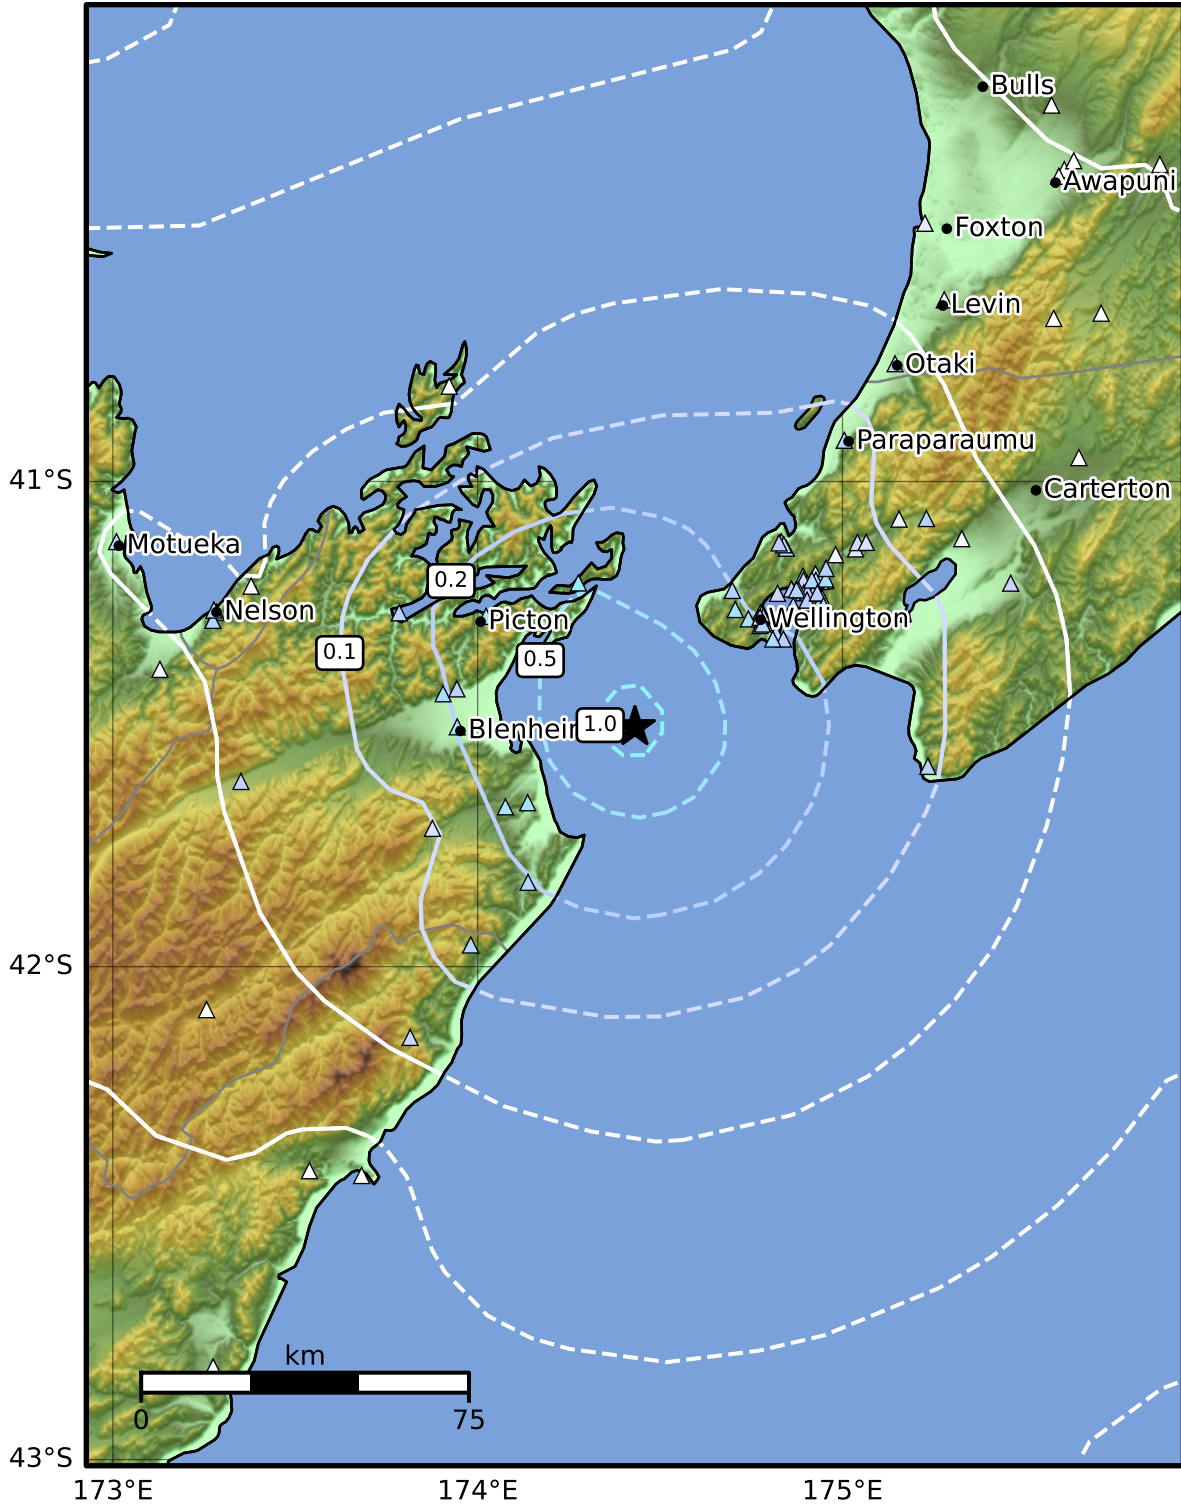 Bulls
Awapuni
Foxton
Levin
Otaki
Paraparaumu
41°S
Carterton
Motueka
0.2
Nelson
Picton
Wellington
0.1
0.5
Blenheim
1.0
42°S
km
0
75
43°S
173°E
174°E
175°E